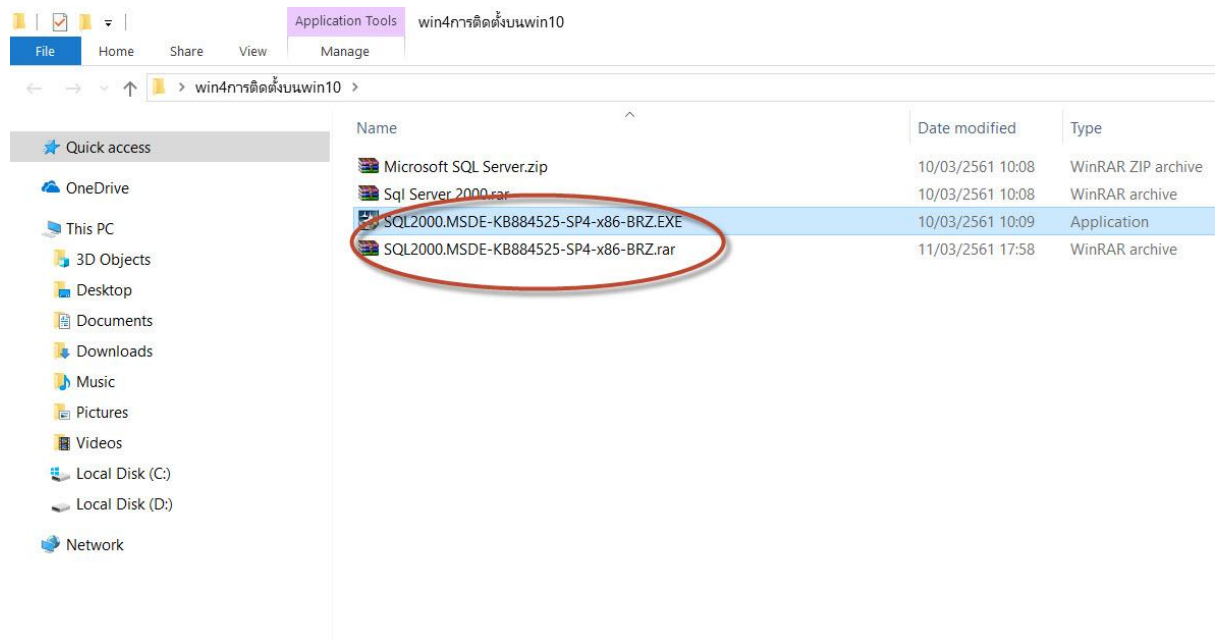 Application Tools win4การติดตั้งบนwin10
File Home Share View Manage
win4การติดตั้งบนwin10
Name Date modified Type
Quick access
Microsoft SQL Server.zip 10/03/2561 10:08 WinRAR ZIP archive
OneDrive
Sql Server 2000.rar 10/03/2561 10:08 WinRAR archive
This PC
SQL2000.MSDE-KB884525-SP4-x86-BRZ.EXE 10/03/2561 10:09 Application
3D Objects
SQL2000.MSDE-KB884525-SP4-x86-BRZ.rar 11/03/2561 17:58 WinRAR archive
Desktop
Documents
Downloads
Music
Pictures
Videos
Local Disk (C:)
Local Disk (D:)
Network